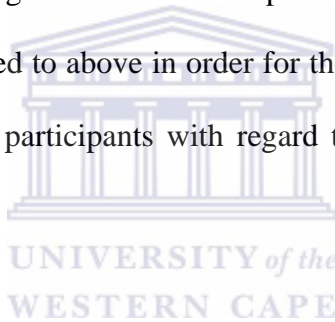 ed to above in order for th
participants with regard t
UNIVERSITY of the
WESTERN CAPE